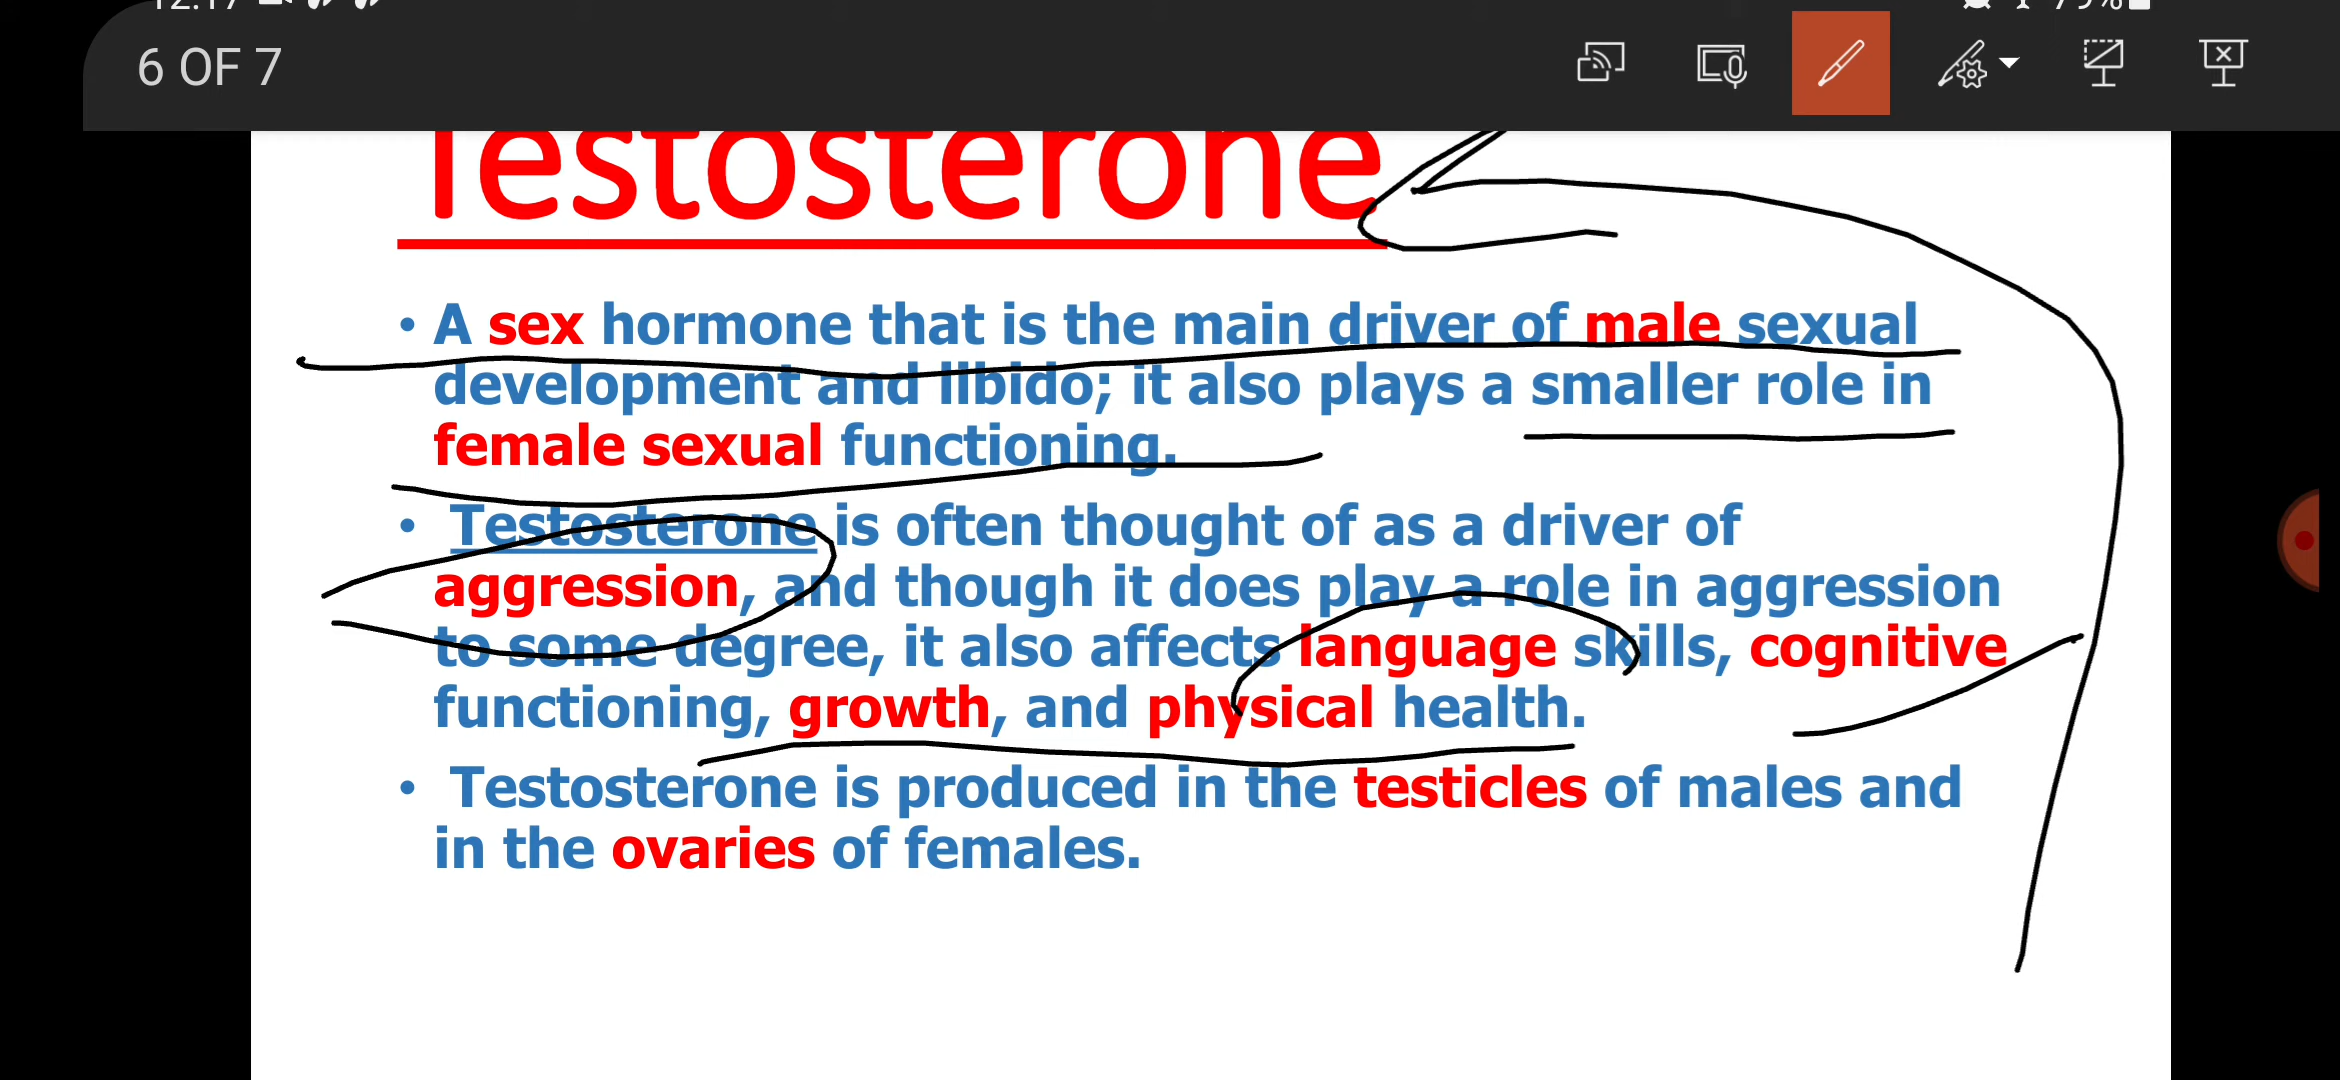 6 OF 7
Testosterone
• A sex hormone that is the main driver of male sexual
development and libido; it also plays a smaller role in
female sexual functioning.
• Testosterone is often thought of as a driver of
aggression, and though it does play a role in aggression
to some degree, it also affects language skills, cognitive
functioning, growth, and physical health.
• Testosterone is produced in the testicles of males and
in the ovaries of females.